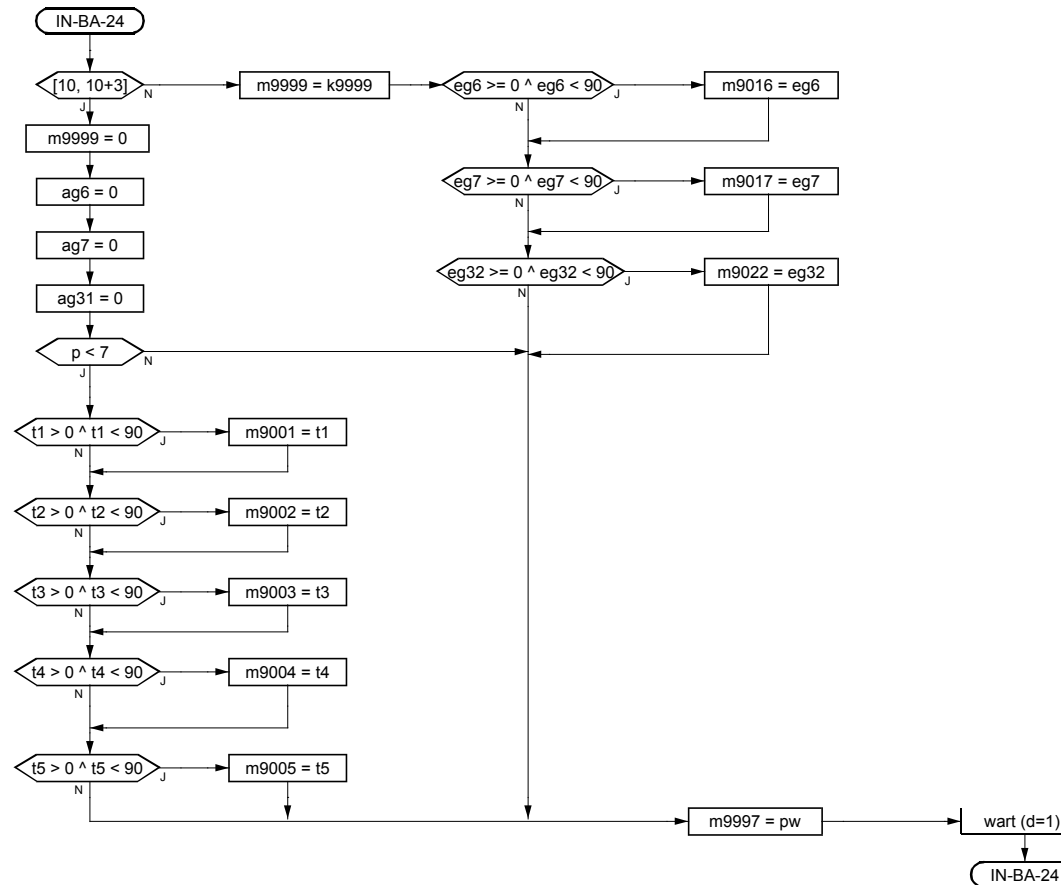 IN-BA-24
[10, 10+3]
N
J
m9999 = k9999
eg6 >= 0 ^ eg6 < 90
J
N
m9016 = eg6
m9999 = 0
ag6 = 0
eg7 >= 0 ^ eg7 < 90
J
N
m9017 = eg7
ag7 = 0
eg32 >= 0 ^ eg32 < 90
J
N
m9022 = eg32
ag31 = 0
p < 7
N
J
t1 > 0 ^ t1 < 90
J
N
m9001 = t1
t2 > 0 ^ t2 < 90
J
N
m9002 = t2
t3 > 0 ^ t3 < 90
J
N
m9003 = t3
t4 > 0 ^ t4 < 90
J
N
m9004 = t4
t5 > 0 ^ t5 < 90
J
N
m9005 = t5
m9997 = pw
wart (d=1)
IN-BA-24